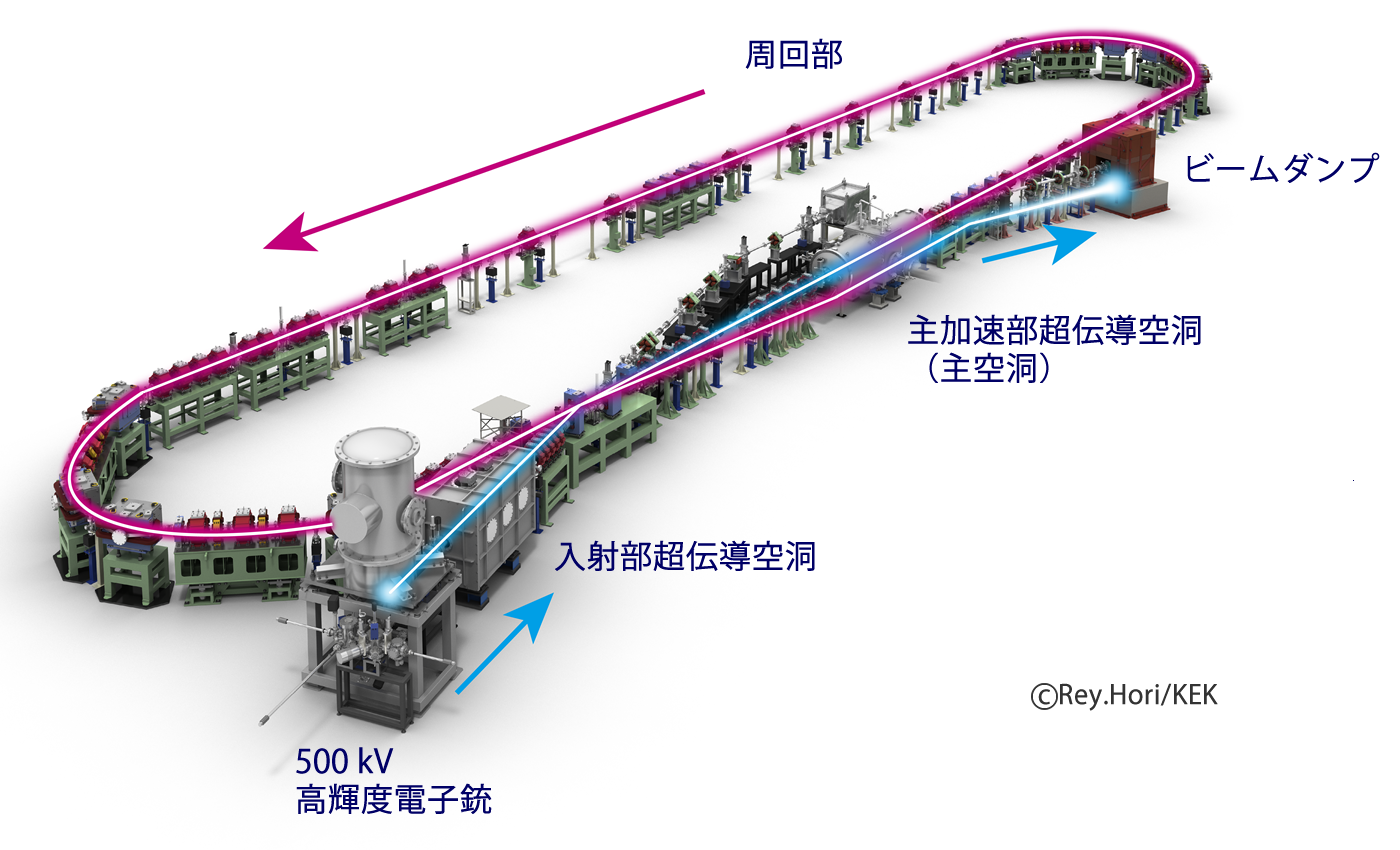 周回部
ビームダンプ
主加速部超伝導空洞
（主空洞）
入射部超伝導空洞
©Rey.Hori/KEK
500 kV
高輝度電子銃